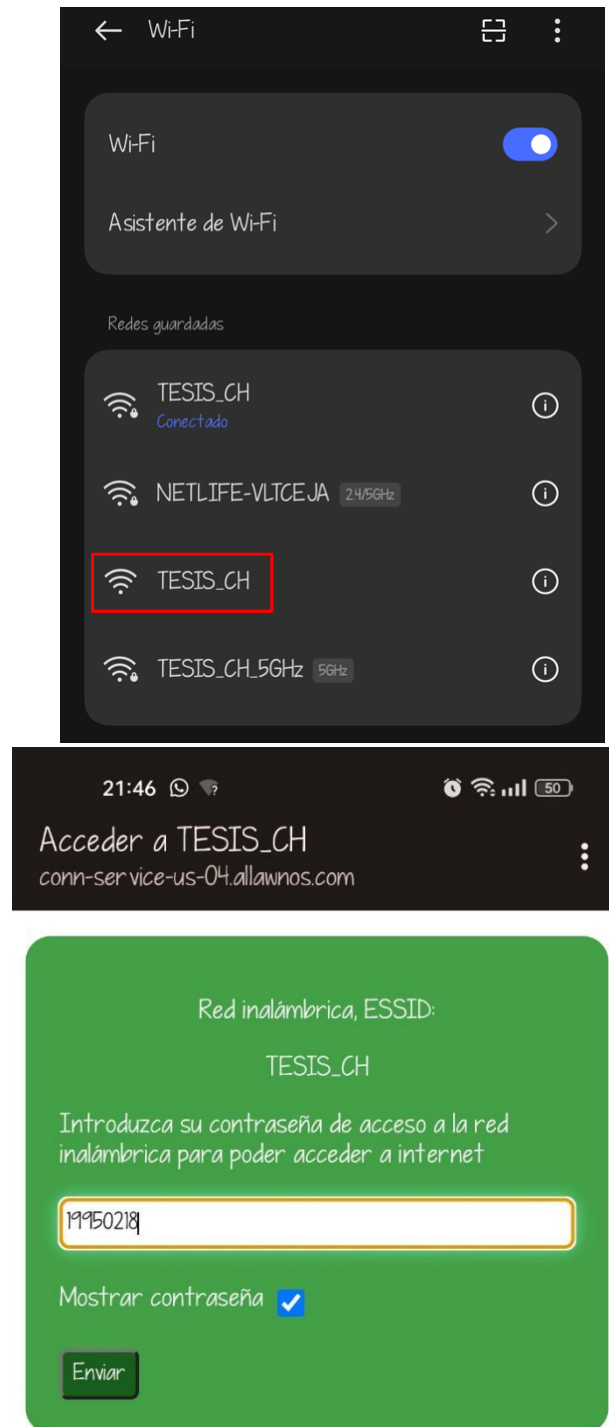 Wi-Fi
Wi-Fi
Asistente de Wi-Fi
Redes guardadas
TESIS_CH
Conectado
NETLIFE-VLTCEJA 2.4/5GHz
TESIS_CH
TESIS_CH_5GHz 5GHz
21:46 ? 50
Acceder a TESIS_CH
conn-service-us-04.allawnos.com
Red inalámbrica, ESSID:
TESIS_CH
Introduzca su contraseña de acceso a la red
inalámbrica para poder acceder a internet
19950218
Mostrar contraseña
Enviar